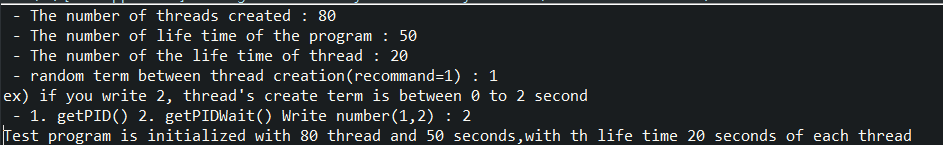 - The number of threads created : 80
- The number of life time of the program : 50
- The number of the life time of thread : 20
- random term between thread creation(recommand=1) : 1
ex) if you write 2, thread's create term is between 0 to 2 second
- 1. getPID() 2. getPIDWait() Write number(1,2) : 2
Test program is initialized with 80 thread and 50 seconds,with th life time 20 seconds of each thread